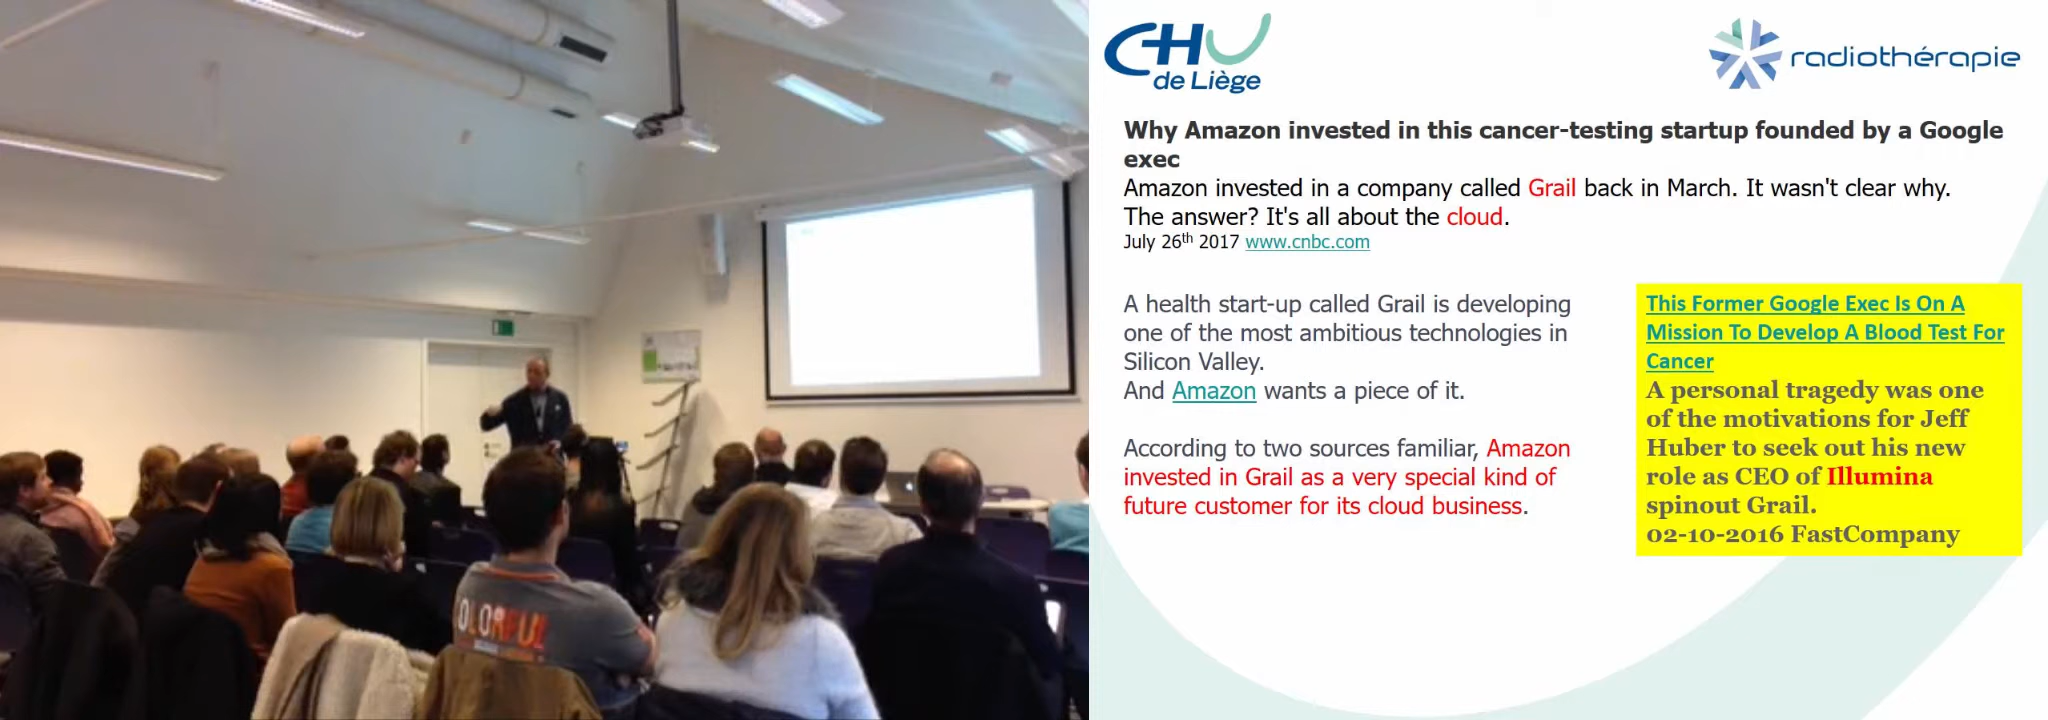 OLORFUL
CHU
de Liège
radiothérapie
Why Amazon invested in this cancer-testing startup founded by a Google
exec
Amazon invested in a company called Grail back in March. It wasn't clear why.
The answer? It's all about the cloud.
July 26th 2017 www.cnbc.com
A health start-up called Grail is developing
one of the most ambitious technologies in
Silicon Valley.
And Amazon wants a piece of it.
According to two sources familiar, Amazon
invested in Grail as a very special kind of
future customer for its cloud business.
This Former Google Exec Is On A
Mission To Develop A Blood Test For
Cancer
A personal tragedy was one
of the motivations for Jeff
Huber to seek out his new
role as CEO of Illumina
spinout Grail.
02-10-2016 FastCompany